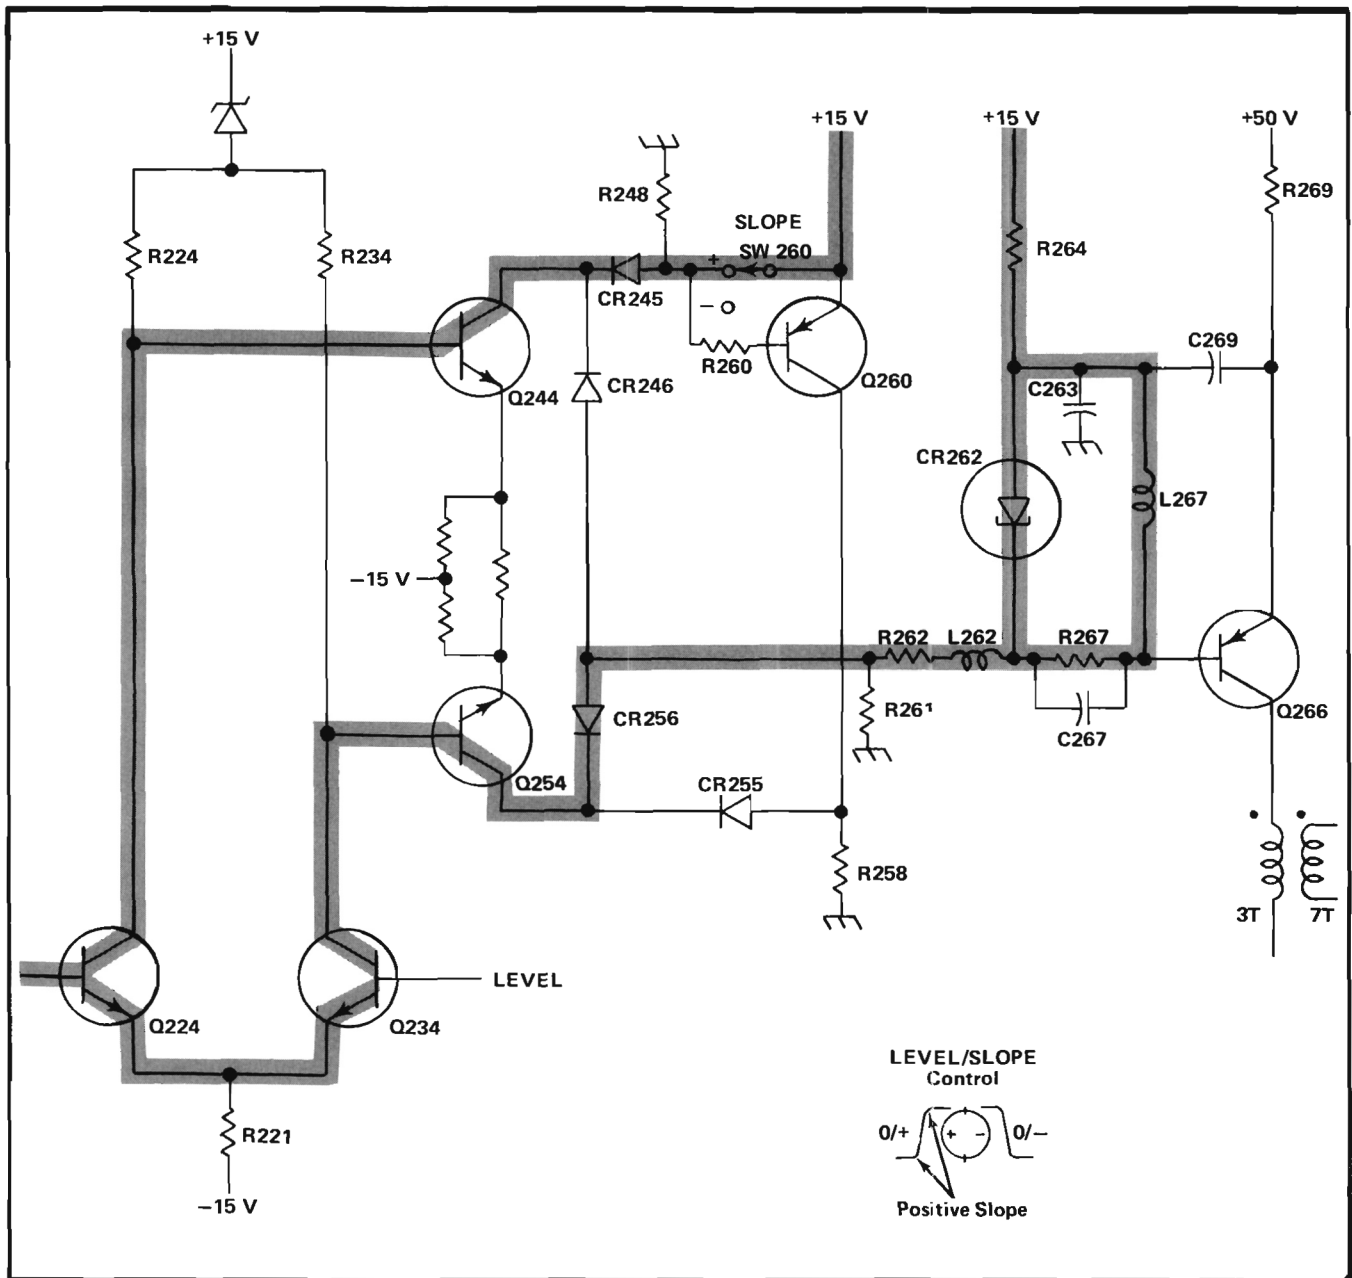 +15 V
+15 V
+15 V
+50 V
R248
R269
SLOPE
SW 260
+
R224
R234
R264
CR245
−
C269
R260
CR246
Q260
C263
Q244
CR262
L267
−15 V
R262
L262
R267
R261
CR256
Q266
C267
Q254
CR255
R258
3T
7T
LEVEL
Q224
Q234
LEVEL/SLOPE
Control
0/+
+
−
0/−
R221
−15 V
Positive Slope